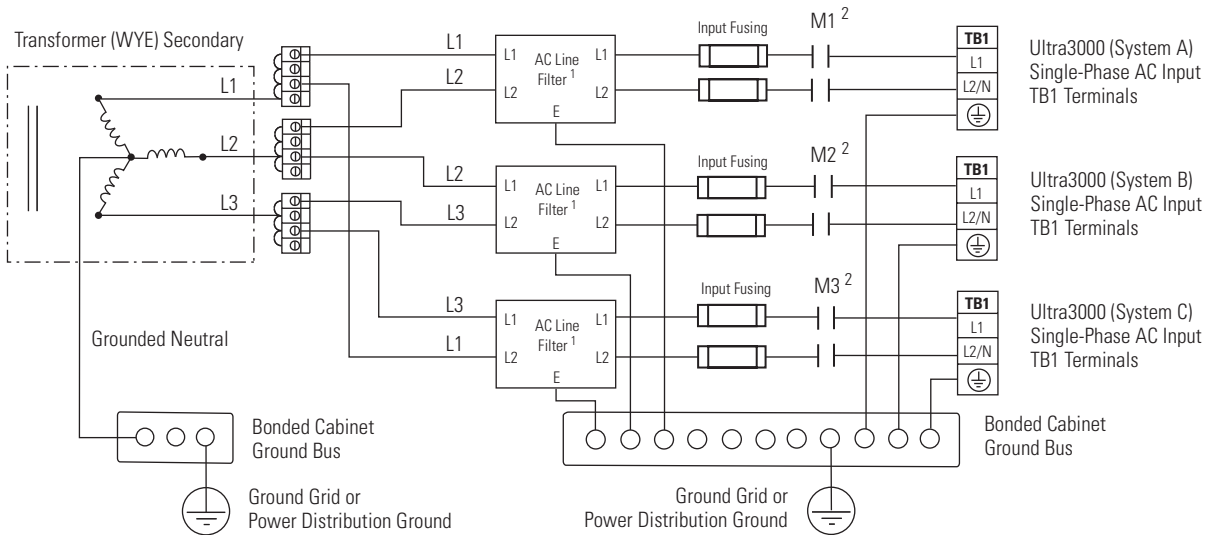 Transformer (WYE) Secondary
L1
L2
L3
Grounded Neutral
Bonded Cabinet
Ground Bus
Ground Grid or
Power Distribution Ground
L1
L2
L1
L2
AC Line
Filter 1
L1
L2
E
Input Fusing
M1 2
TB1
L1
L2/N
Ultra3000 (System A)
Single-Phase AC Input
TB1 Terminals
L2
L3
L1
L2
AC Line
Filter 1
L1
L2
E
Input Fusing
M2 2
TB1
L1
L2/N
Ultra3000 (System B)
Single-Phase AC Input
TB1 Terminals
L3
L1
L1
L2
AC Line
Filter 1
L1
L2
E
Input Fusing
M3 2
TB1
L1
L2/N
Ultra3000 (System C)
Single-Phase AC Input
TB1 Terminals
Bonded Cabinet
Ground Bus
Ground Grid or
Power Distribution Ground